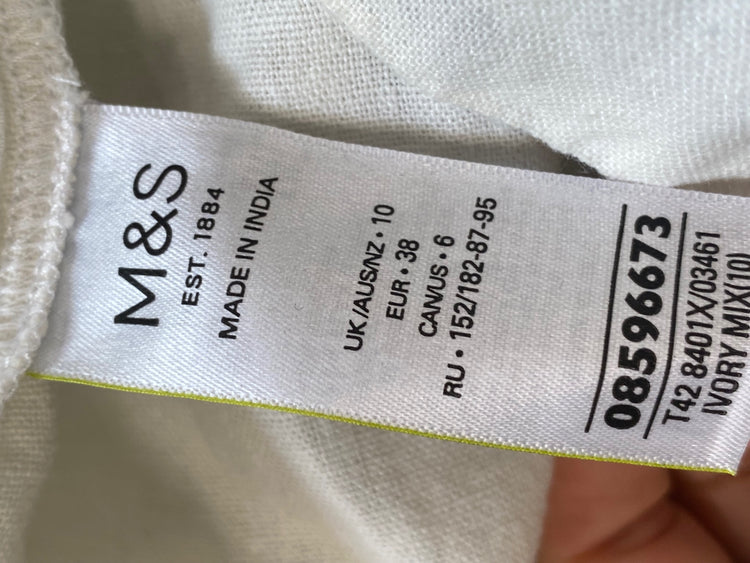 M&S
EST. 1884
MADE IN INDIA
UK/AUS/NZ • 10
EUR • 38
CAN/US • 6
RU • 152/182-87-95
08596673
T42 8401X/03461
IVORY MIX(10)